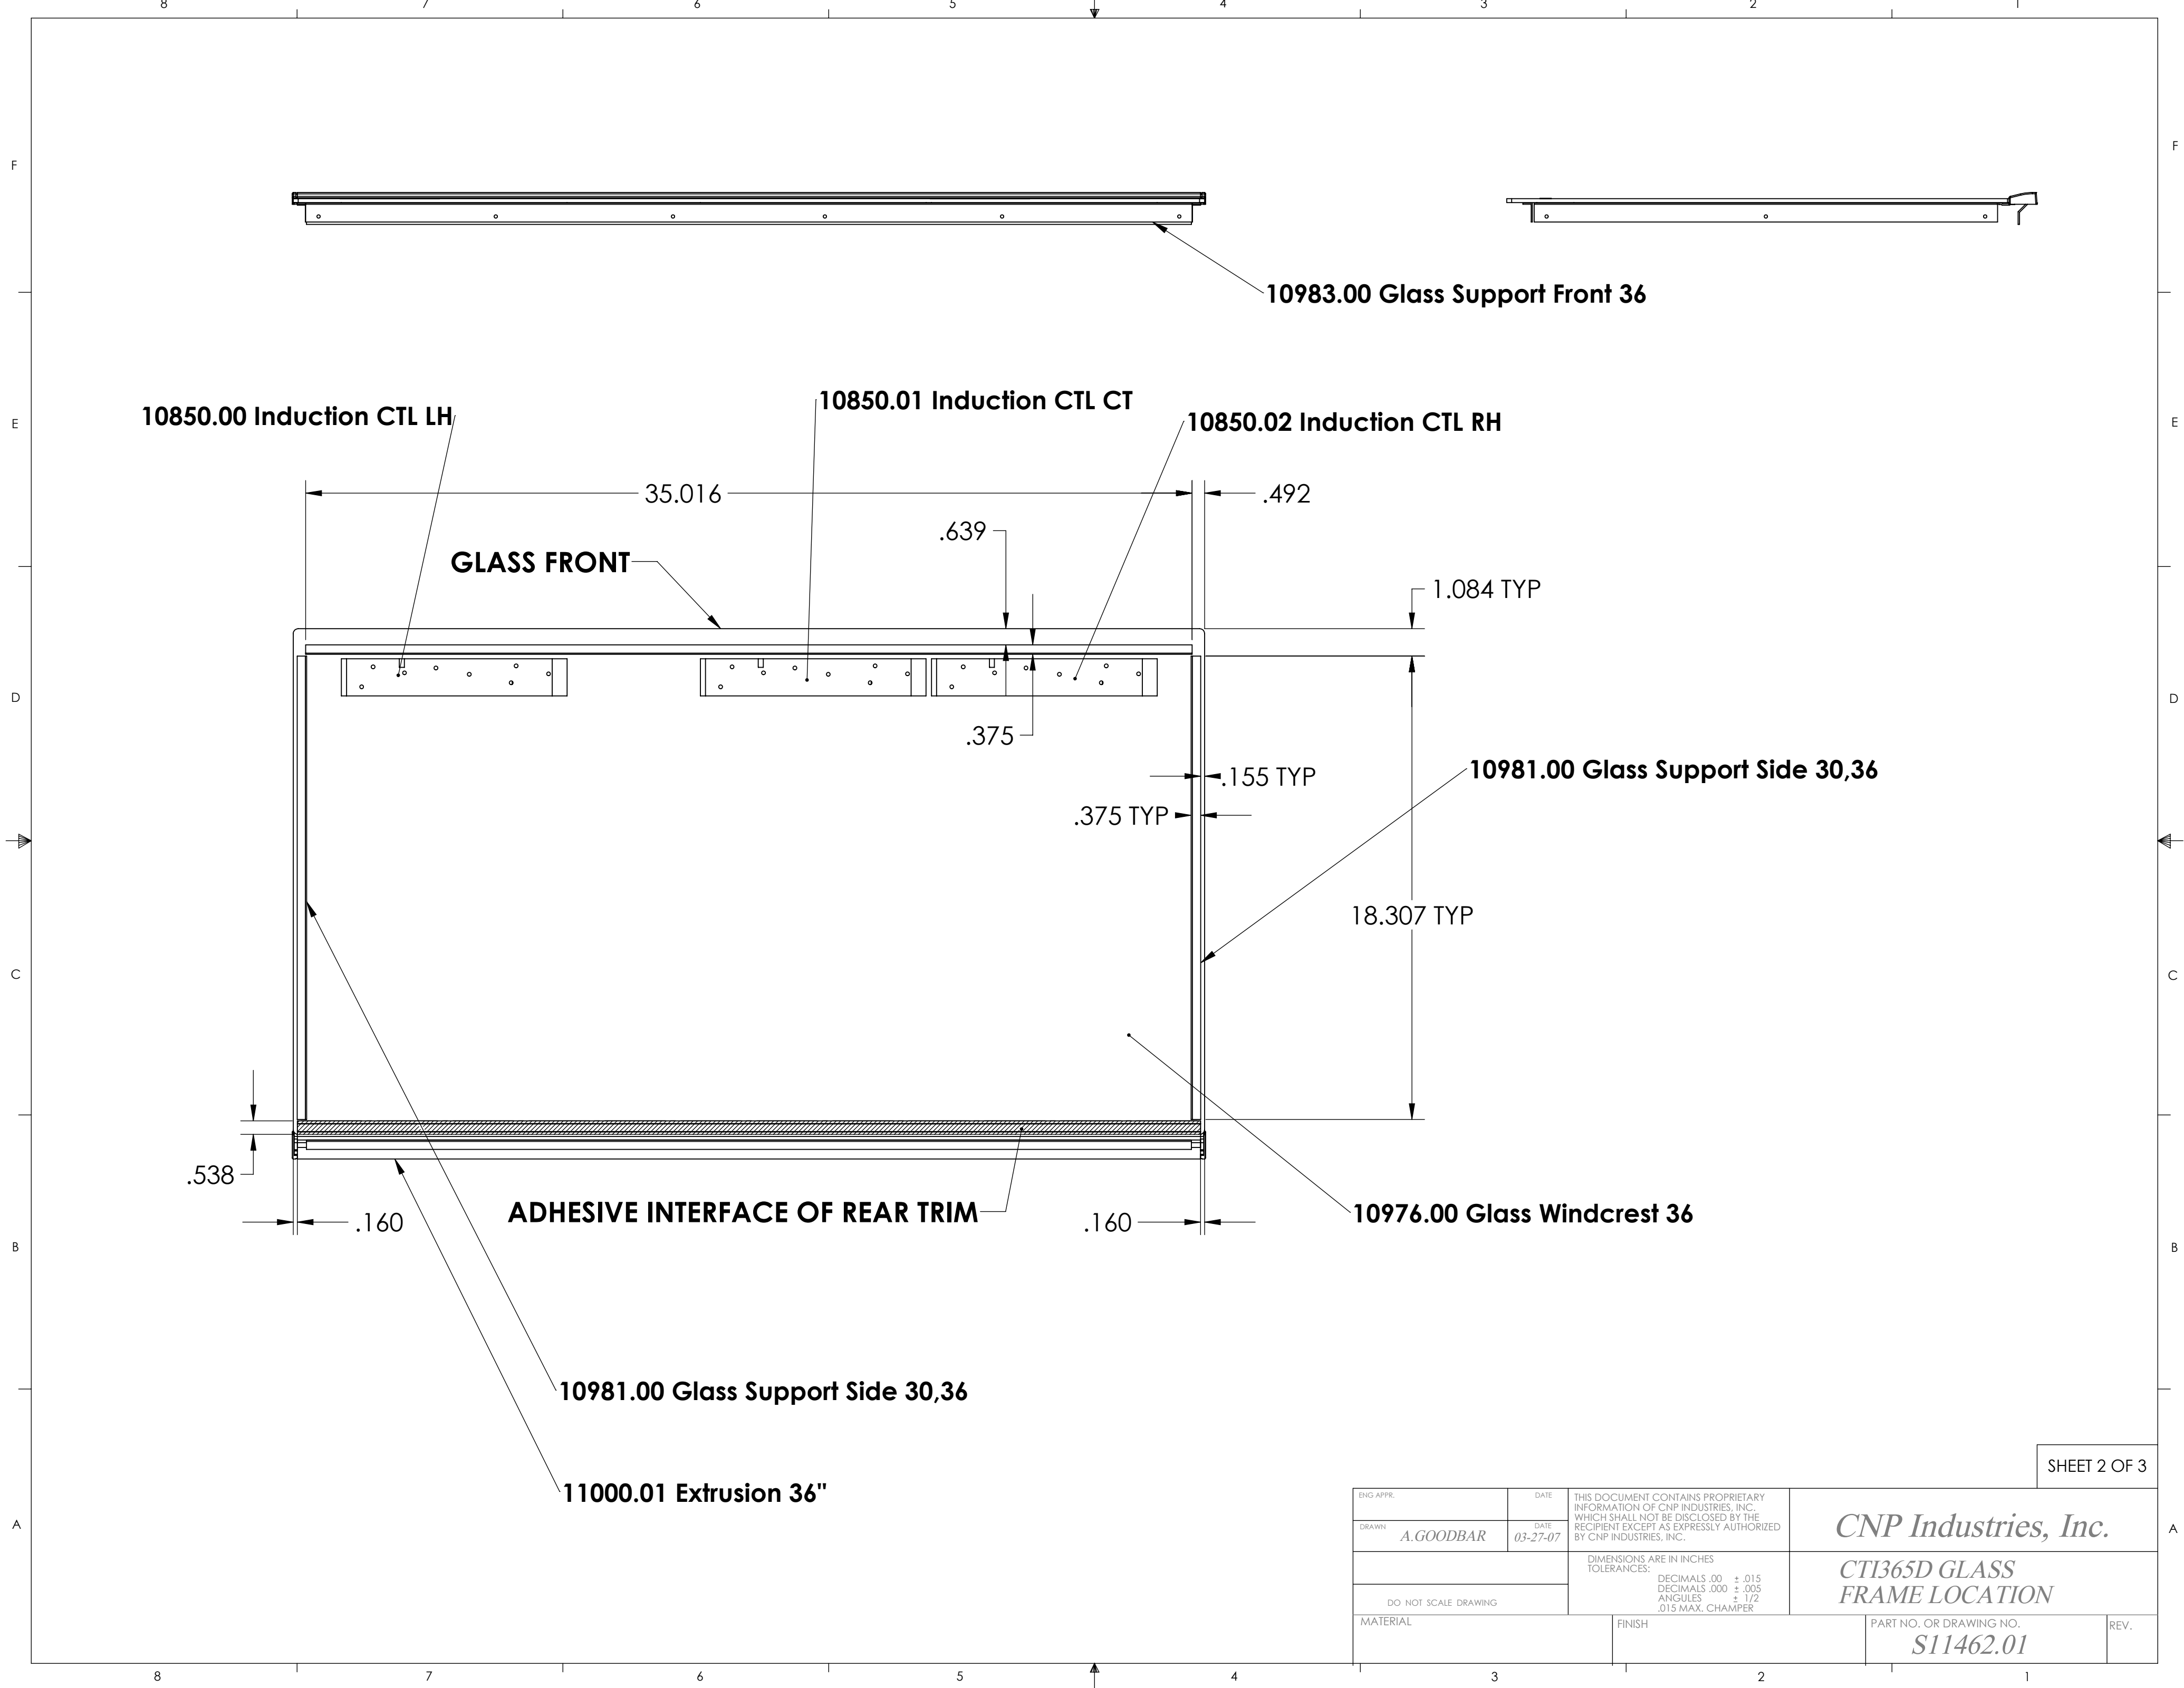 8 7 6 5 4 3 2 1
F F
10983.00 Glass Support Front 36
10850.00 Induction CTL LH
10850.01 Induction CTL CT
10850.02 Induction CTL RH
E E
35.016
.492
.639
GLASS FRONT
1.084 TYP
D D
.375
.155 TYP
10981.00 Glass Support Side 30,36
.375 TYP
18.307 TYP
C C
.538
ADHESIVE INTERFACE OF REAR TRIM
.160
.160
10976.00 Glass Windcrest 36
B B
10981.00 Glass Support Side 30,36
11000.01 Extrusion 36"
A A
SHEET 2 OF 3
ENG APPR.
DATE
DRAWN
A.GOODBAR
DATE
03-27-07
THIS DOCUMENT CONTAINS PROPRIETARY
INFORMATION OF CNP INDUSTRIES, INC.
WHICH SHALL NOT BE DISCLOSED BY THE
RECIPIENT EXCEPT AS EXPRESSLY AUTHORIZED
BY CNP INDUSTRIES, INC.
CNP Industries, Inc.
DO NOT SCALE DRAWING
DIMENSIONS ARE IN INCHES
TOLERANCES:
DECIMALS .00 ± .015
DECIMALS .000 ± .005
ANGULES ± 1/2
.015 MAX. CHAMPER
CTI365D GLASS
FRAME LOCATION
MATERIAL
FINISH
PART NO. OR DRAWING NO.
S11462.01
REV.
8 7 6 5 4 3 2 1